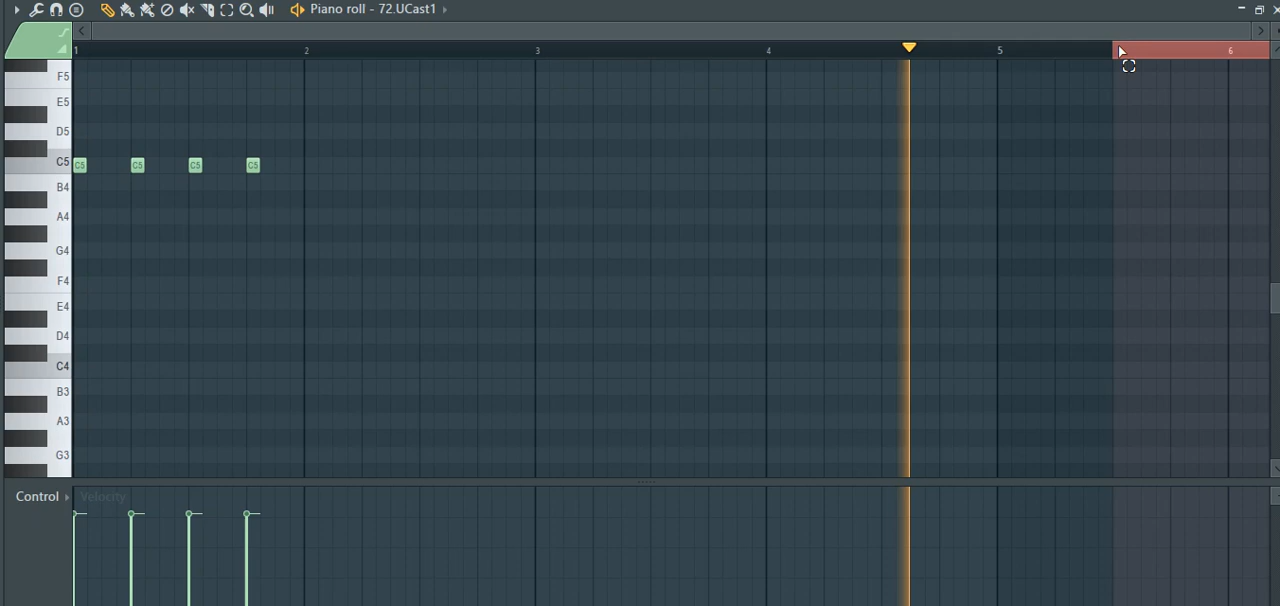 Piano roll - 72.UCast1
1 2 3 4 5 6
F5
E5
D5
C5 C5 C5 C5 C5
B4
A4
G4
F4
E4
D4
C4
B3
A3
G3
Control Velocity